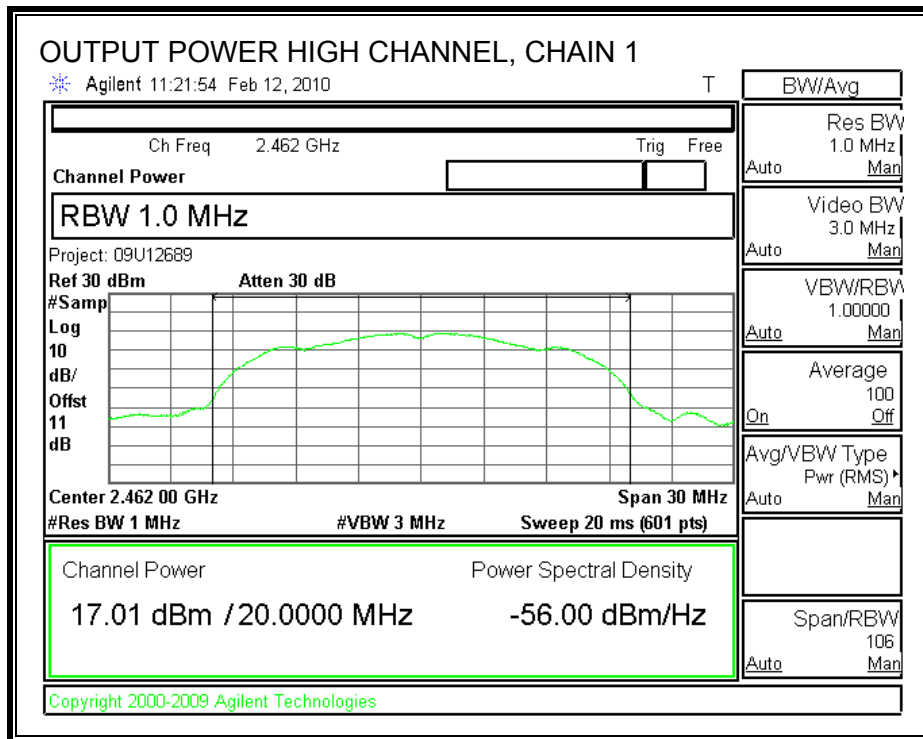 OUTPUT POWER HIGH CHANNEL, CHAIN 1
Agilent 11:21:54 Feb 12, 2010 T
Ch Freq 2.462 GHz Trig Free
Channel Power
RBW 1.0 MHz
Project: 09U12689
Ref 30 dBm Atten 30 dB
#Samp
Log
10
dB/
Offst
11
dB
Center 2.462 00 GHz Span 30 MHz
#Res BW 1 MHz #VBW 3 MHz Sweep 20 ms (601 pts)
Channel Power Power Spectral Density
17.01 dBm / 20.0000 MHz -56.00 dBm/Hz
Copyright 2000-2009 Agilent Technologies
BW/Avg
Res BW
1.0 MHz
Auto Man
Video BW
3.0 MHz
Auto Man
VBW/RBW
1.00000
Auto Man
Average
100
On Off
Avg/VBW Type
Pwr (RMS)
Auto Man
Span/RBW
106
Auto Man